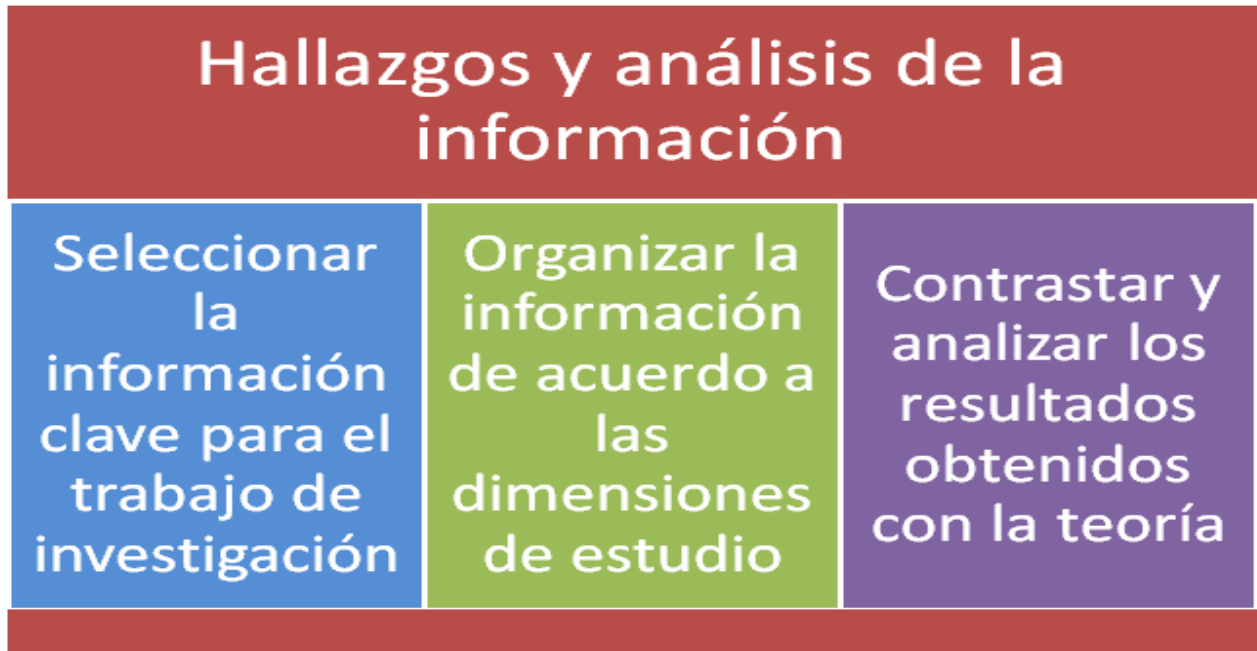 Hallazgos y análisis de la
información
Seleccionar
la
información
clave para el
trabajo de
investigación
Organizar la
información
de acuerdo a
las
dimensiones
de estudio
Contrastar y
analizar los
resultados
obtenidos
con la teoría